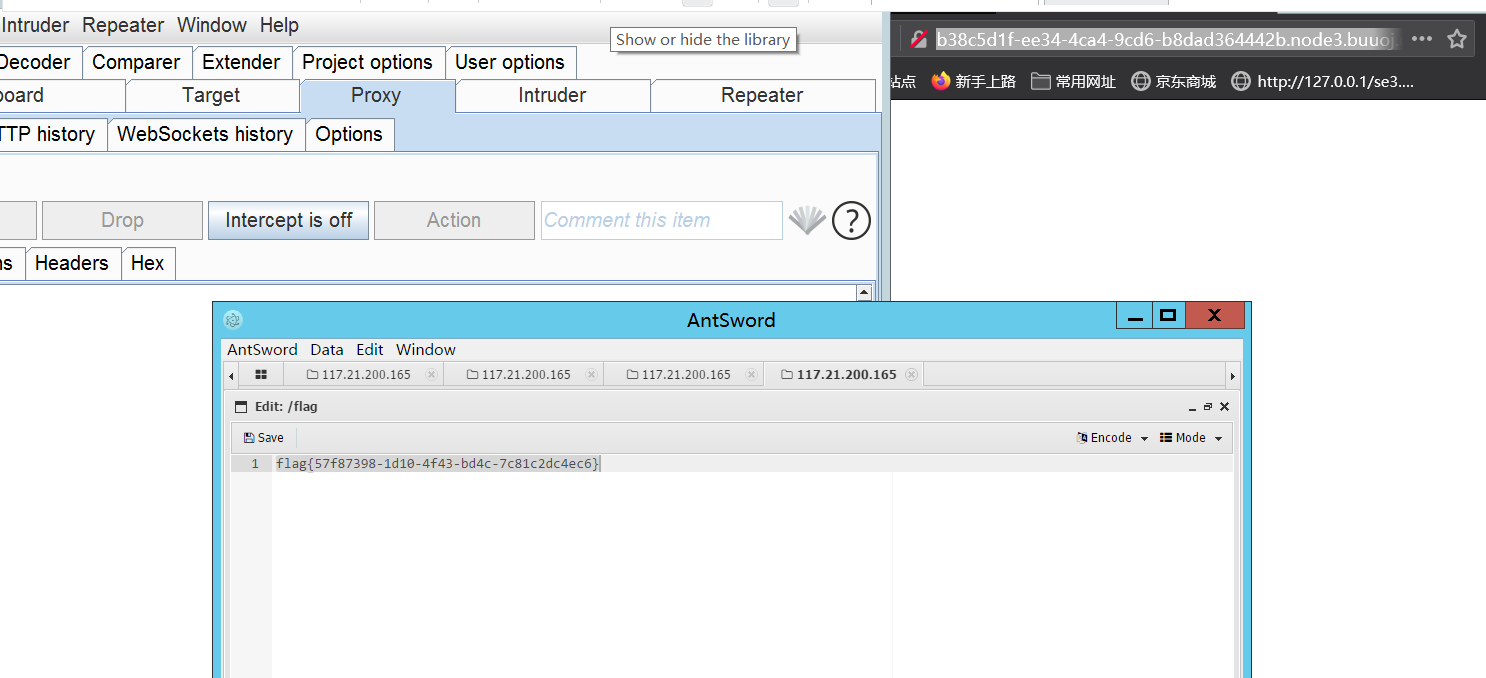 Intruder Repeater Window Help
Show or hide the library
b38c5d1f-ee34-4ca4-9cd6-b8dad364442b.node3.buuoj
Decoder Comparer Extender Project options User options
站点 新手上路 常用网址 京东商城 http://127.0.0.1/se3....
Target Proxy Intruder Repeater
TTP history WebSockets history Options
Drop Intercept is off Action Comment this item ?
Headers Hex
AntSword
AntSword Data Edit Window
117.21.200.165 117.21.200.165 117.21.200.165 117.21.200.165
Edit: /flag
Save Encode Mode
1 flag{57f87398-1d10-4f43-bd4c-7c81c2dc4ec6}